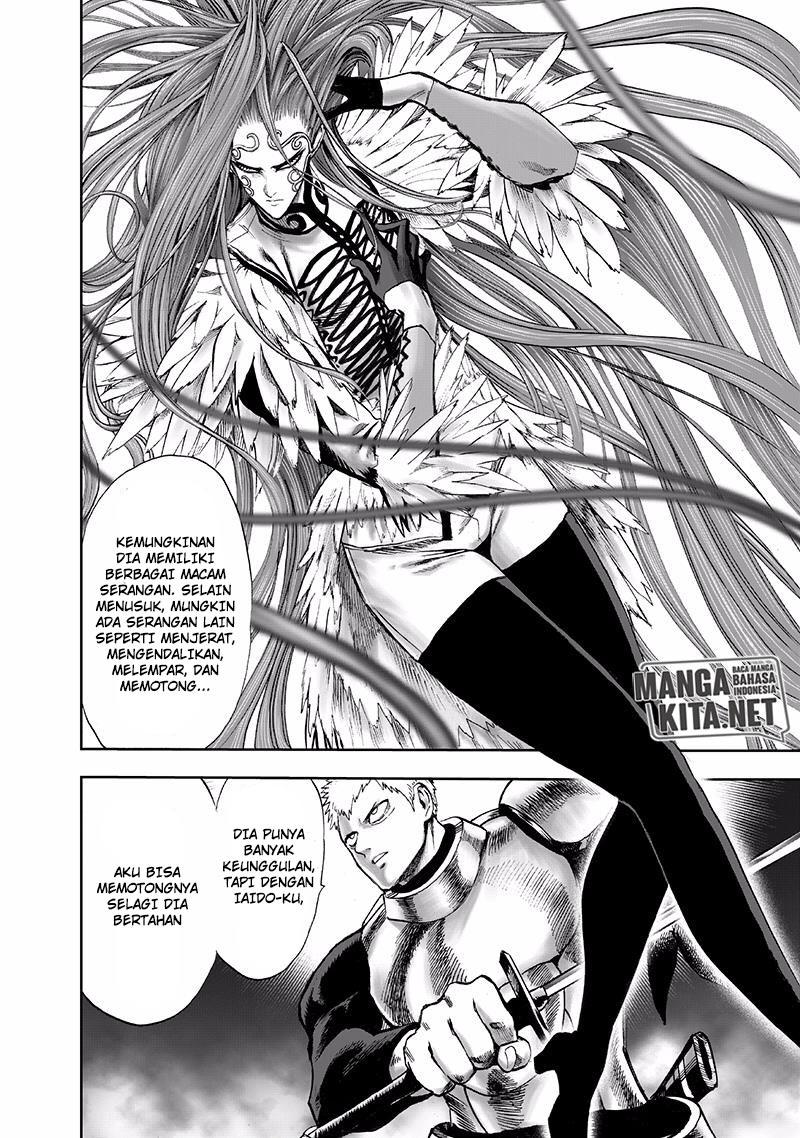 KEMUNGKINAN
DIA MEMILIKI
BERBAGAI MACAM
SERANGAN. SELAIN
MENUSUK, MUNGKIN
ADA SERANGAN LAIN
SEPERTI MENJERAT,
MENGENDALIKAN,
MELEMPAR, DAN
MEMOTONG...
MANGA
BACA MANGA
BAHASA
INDONESIA
KITA.NET
DIA PUNYA
BANYAK
KEUNGGULAN,
TAPI DENGAN
IAIDO-KU,
AKU BISA
MEMOTONGNYA
SELAGI DIA
BERTAHAN